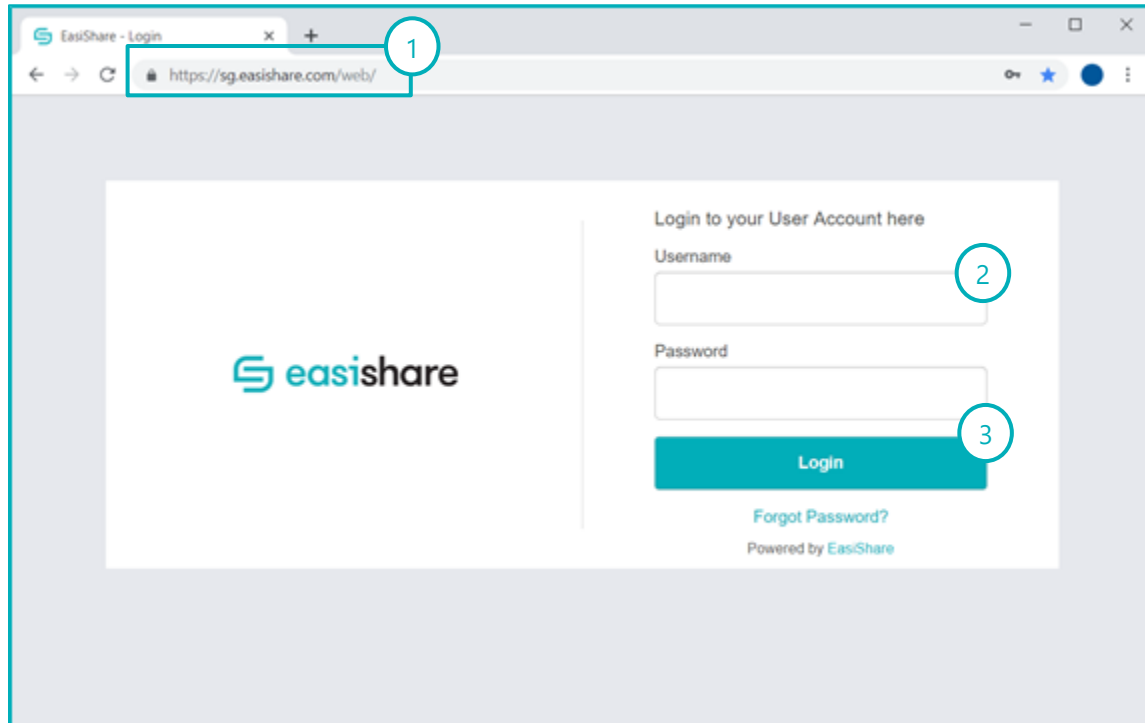 EasiShare - Login
1
https://sg.easishare.com/web/
easishare
Login to your User Account here
Username
2
Password
3
Login
Forgot Password?
Powered by EasiShare